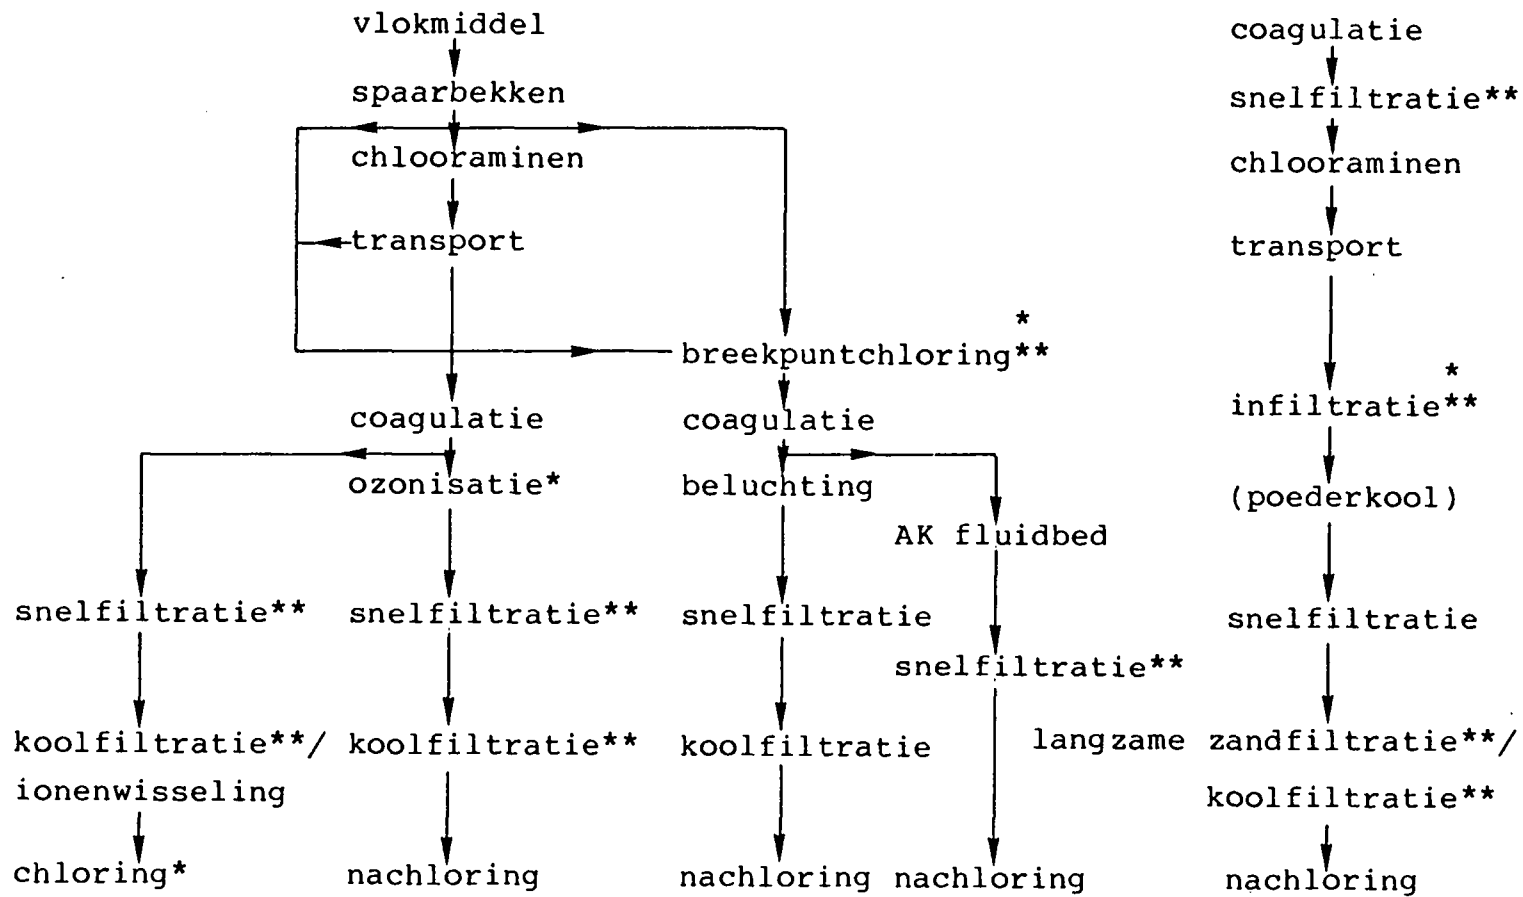 vlokmiddel
spaarbekken
chlooraminen
transport
*
breekpuntchloring**
coagulatie
coagulatie
ozonisatie*
beluchting
AK fluidbed
snelfiltratie**
snelfiltratie**
snelfiltratie
snelfiltratie**
koolfiltratie**/
ionenwisseling
koolfiltratie**
koolfiltratie
chloring*
nachloring
nachloring
nachloring
coagulatie
snelfiltratie**
chlooraminen
transport
*
infiltratie**
(poederkool)
snelfiltratie
langzame zandfiltratie**/
koolfiltratie**
nachloring